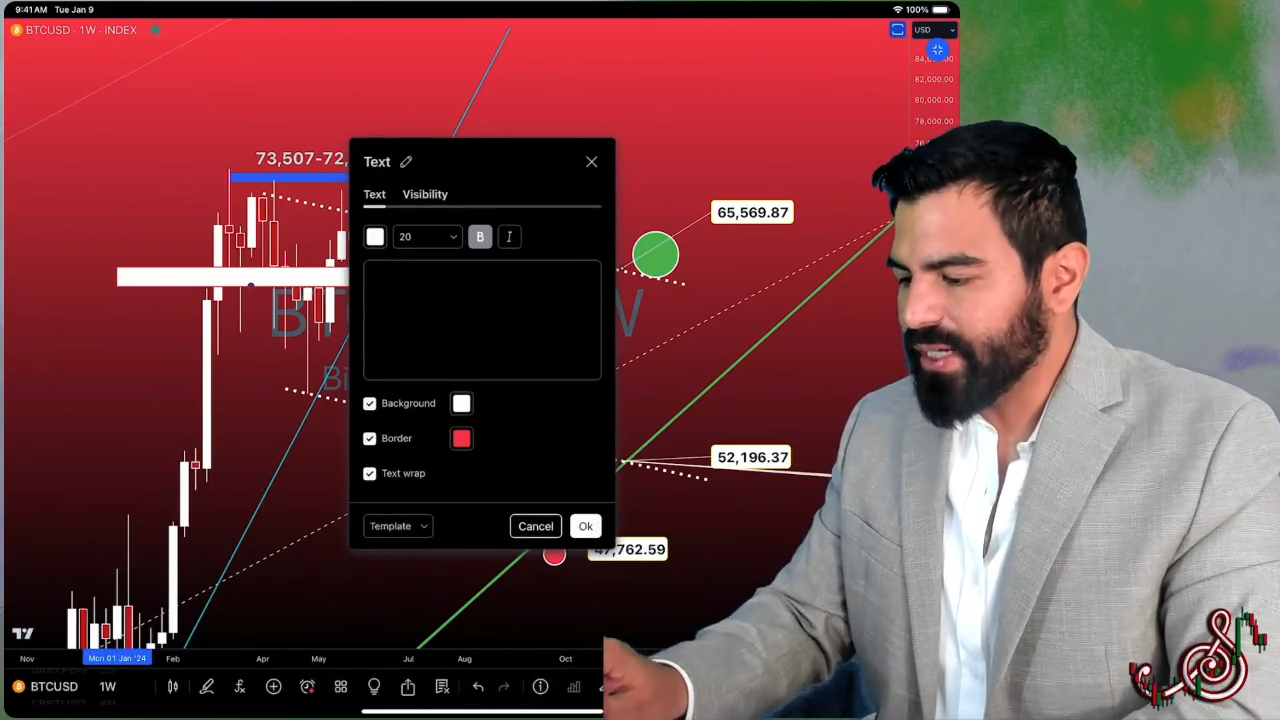 9:41 AM Tue Jan 9
100%
BTCUSD · 1W · INDEX
USD
82,000.00
80,000.00
78,000.00
73,507-72,
Text
Text Visibility
20 B I
65,569.87
Background
Border
Text wrap
52,196.37
Template Cancel Ok
47,762.59
Nov Mon 01 Jan '24 Feb Apr May Jul Aug Oct
BTCUSD 1W